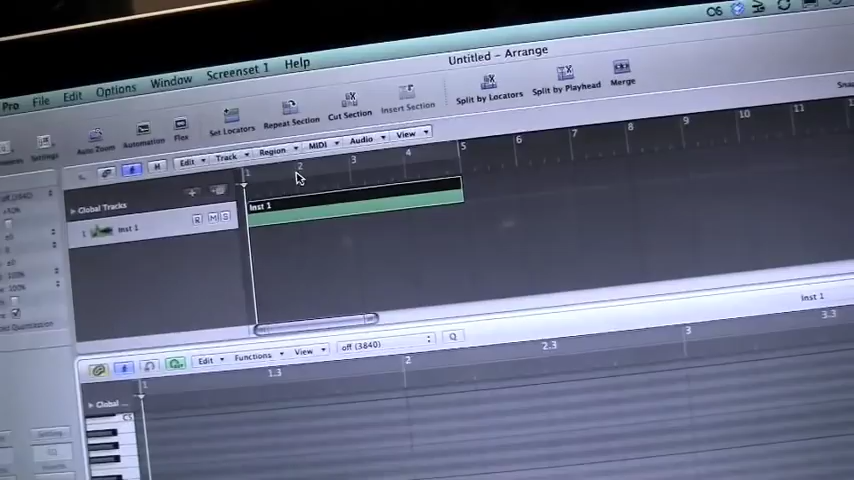 Pro File Edit Options Window Screenset 1 Help
Untitled – Arrange
Settings Auto Zoom Automation Flex Set Locators Repeat Section Cut Section Insert Section Split by Locators Split by Playhead Merge
Edit Track Region MIDI Audio View
1 2 3 4 5 6 7 8 9 10 11
Global Tracks
1 Inst 1 R M S
Inst 1
Inst 1
Edit Functions View off (3840) Q
1 1.3 2 2.3 3 3.3
Global ...
C5